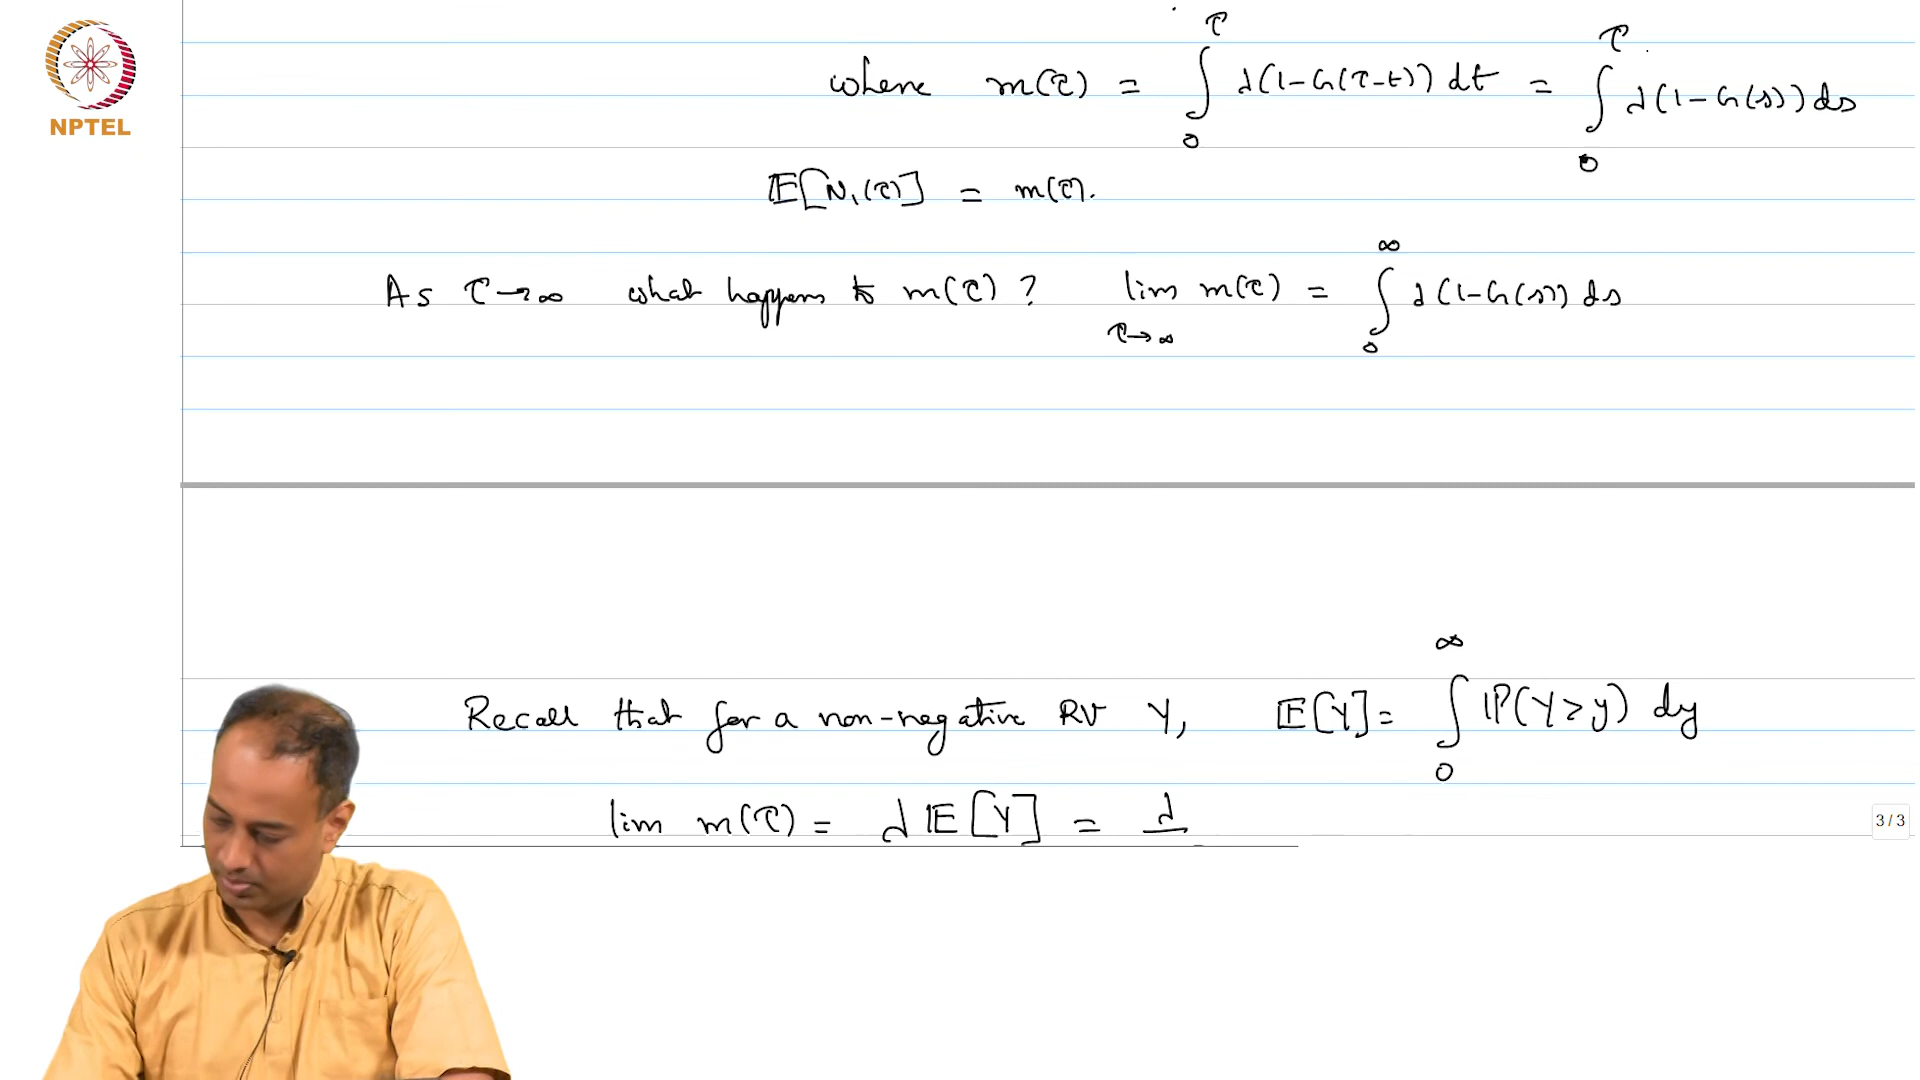 NPTEL
where m(τ) = ∫₀^τ λ(1-G(τ-t)) dt = ∫₀^τ λ(1-G(s)) ds
𝔼[N₁(τ)] = m(τ).
As τ→∞ what happens to m(τ)? lim_{τ→∞} m(τ) = ∫₀^∞ λ(1-G(s)) ds
Recall that for a non-negative RV Y, 𝔼[Y] = ∫₀^∞ ℙ(Y>y) dy
lim m(τ) = λ𝔼[Y] = λ
3 / 3